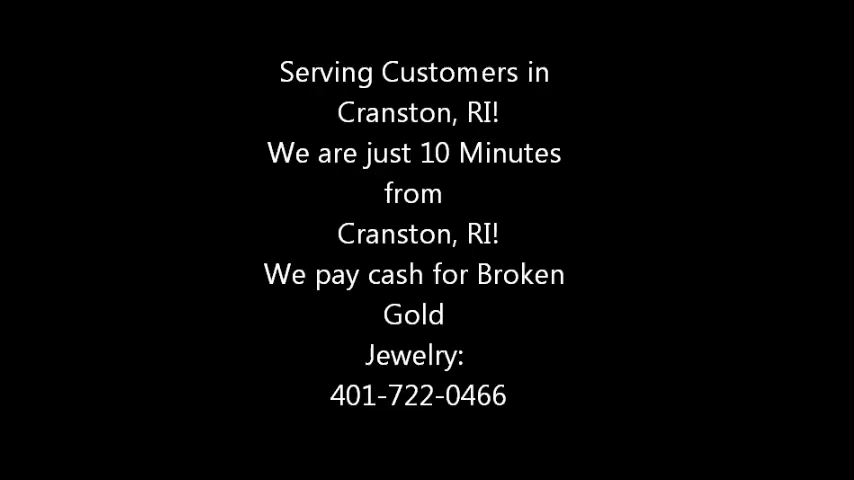 Serving Customers in
Cranston, RI!
We are just 10 Minutes
from
Cranston, RI!
We pay cash for Broken
Gold
Jewelry:
401-722-0466